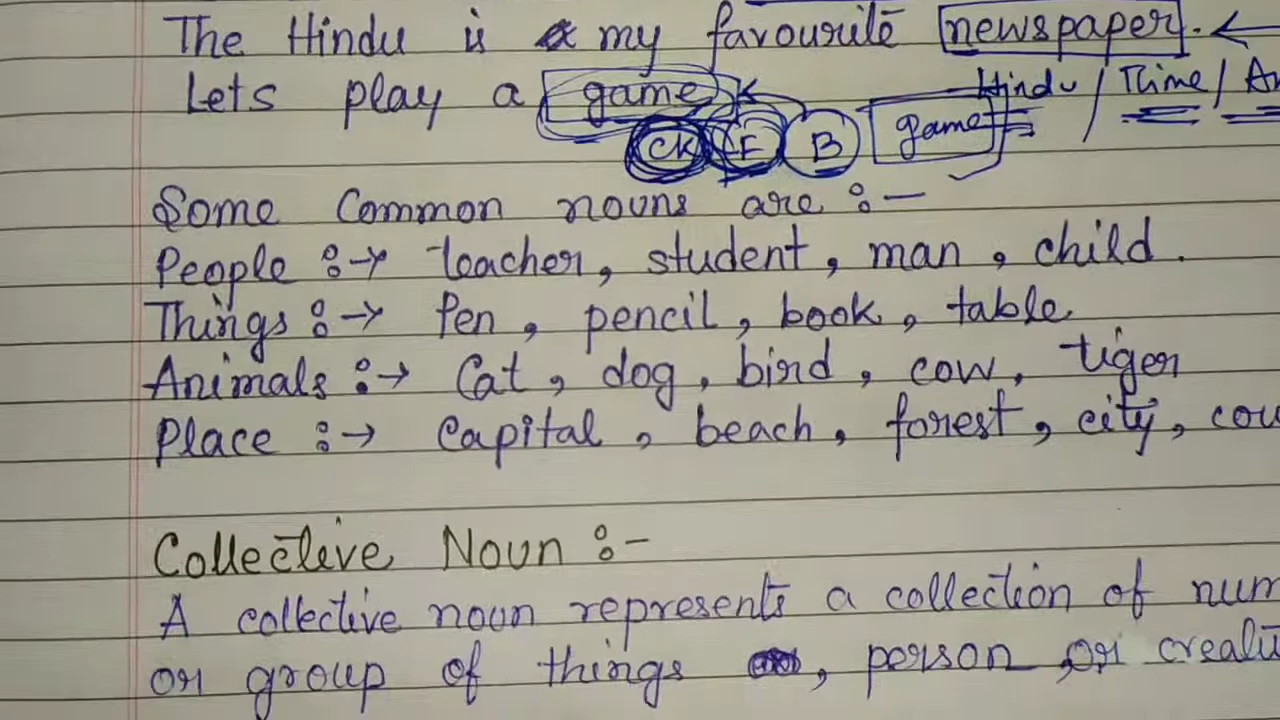 The Hindu is my favourite newspaper.
Hindu / Time /
Lets play a game
CK F B game
Some Common nouns are :-
People :→ teacher, student, man, child.
Things :→ Pen, pencil, book, table
Animals :→ Cat, dog, bird, cow, tiger
Place :→ Capital, beach, forest, city,
Collective Noun :-
A collective noun represents a collection of num
or group of things , person, or